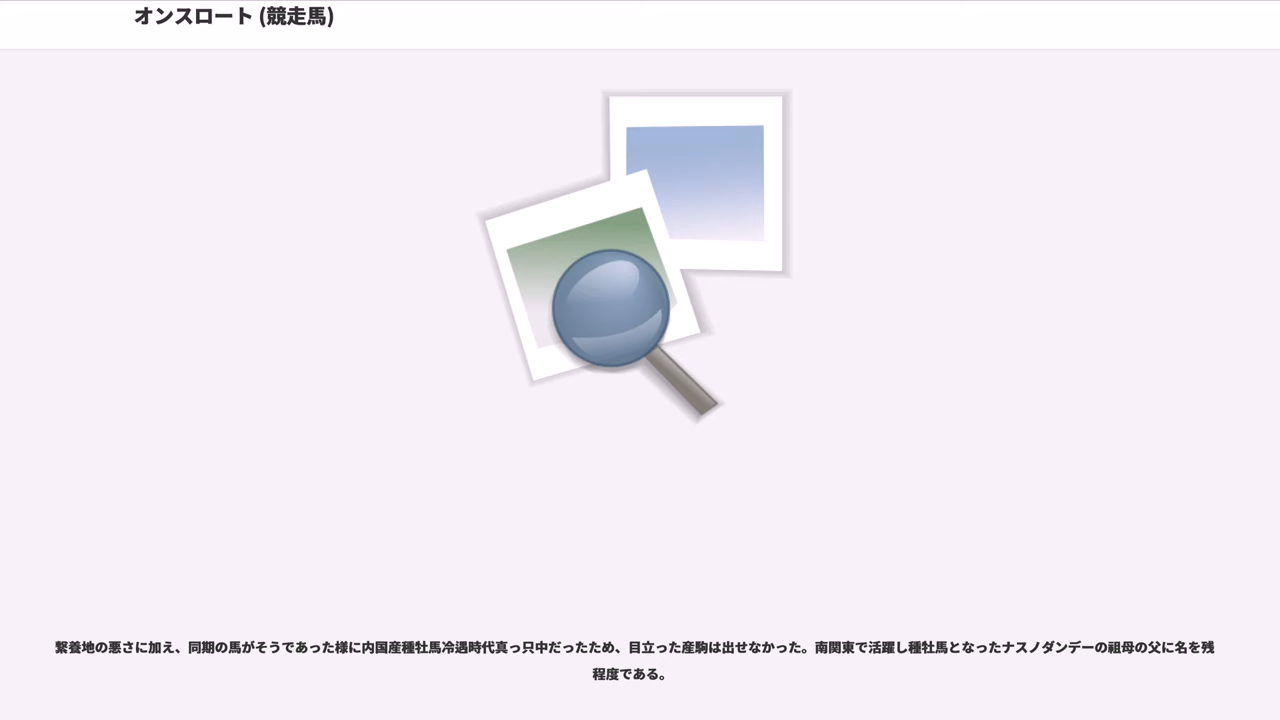 オンスロート (競走馬)
繋養地の悪さに加え、同期の馬がそうであった様に内国産種牡馬冷遇時代真っ只中だったため、目立った産駒は出せなかった。南関東で活躍し種牡馬となったナスノダンデーの祖母の父に名を残
程度である。